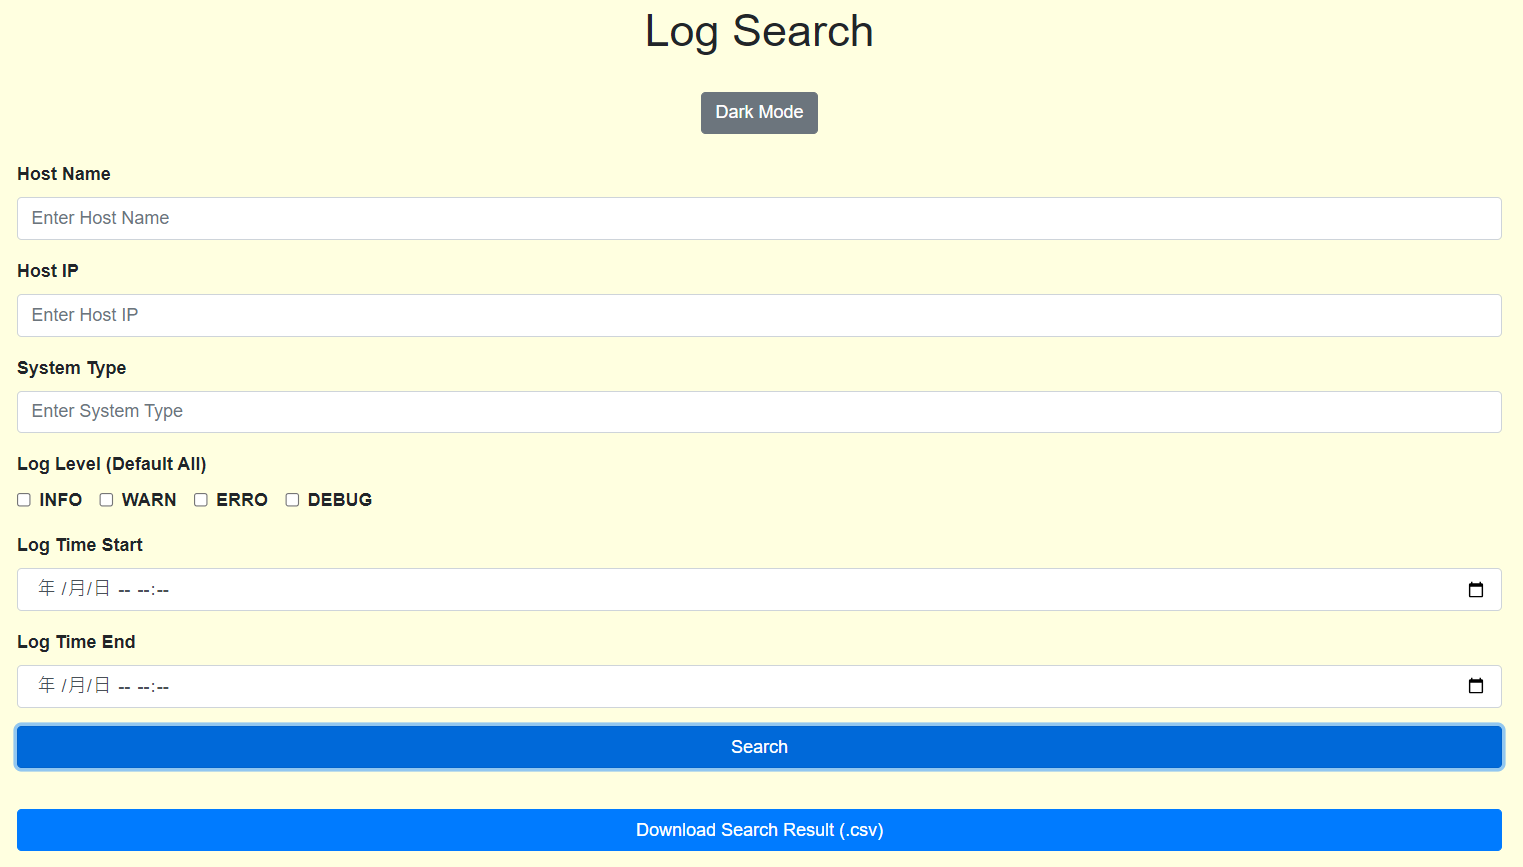 Log Search
Dark Mode
Host Name
Enter Host Name
Host IP
Enter Host IP
System Type
Enter System Type
Log Level (Default All)
INFO WARN ERRO DEBUG
Log Time Start
年 /月/日 -- --:--
Log Time End
年 /月/日 -- --:--
Search
Download Search Result (.csv)